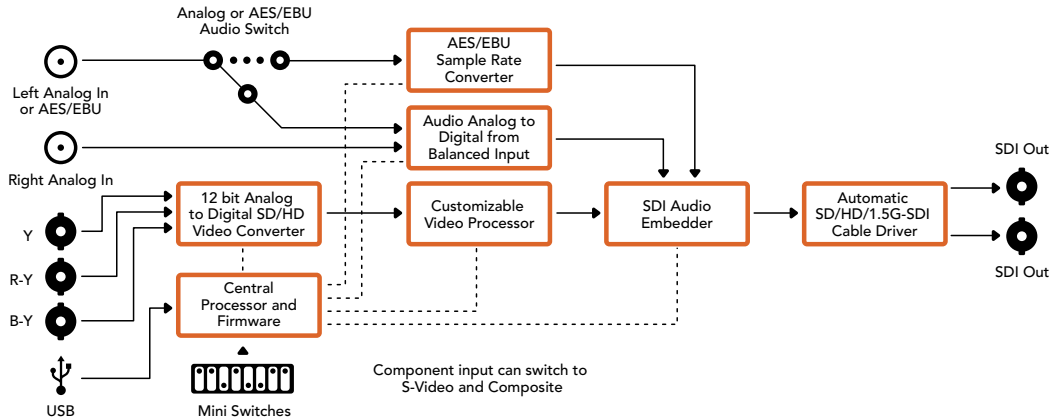 Analog or AES/EBU
Audio Switch
Left Analog In
or AES/EBU
Right Analog In
AES/EBU
Sample Rate
Converter
Audio Analog to
Digital from
Balanced Input
12 bit Analog
to Digital SD/HD
Video Converter
Customizable
Video Processor
SDI Audio
Embedder
Automatic
SD/HD/1.5G-SDI
Cable Driver
SDI Out
SDI Out
Y
R-Y
B-Y
USB
Central
Processor and
Firmware
Mini Switches
Component input can switch to
S-Video and Composite